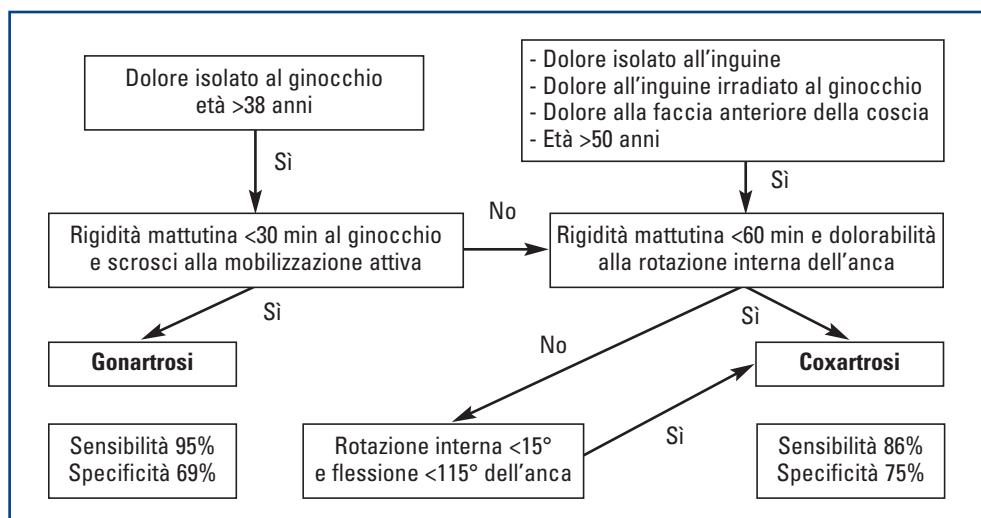 Dolore isolato al ginocchio
età >38 anni
- Dolore isolato all'inguine
- Dolore all'inguine irradiato al ginocchio
- Dolore alla faccia anteriore della coscia
- Età >50 anni
Sì
Sì
No
Rigidità mattutina <30 min al ginocchio
e scrosci alla mobilizzazione attiva
Rigidità mattutina <60 min e dolorabilità
alla rotazione interna dell'anca
Sì
No
Sì
Gonartrosi
Coxartrosi
Sensibilità 95%
Specificità 69%
Rotazione interna <15°
e flessione <115° dell'anca
Sì
Sensibilità 86%
Specificità 75%